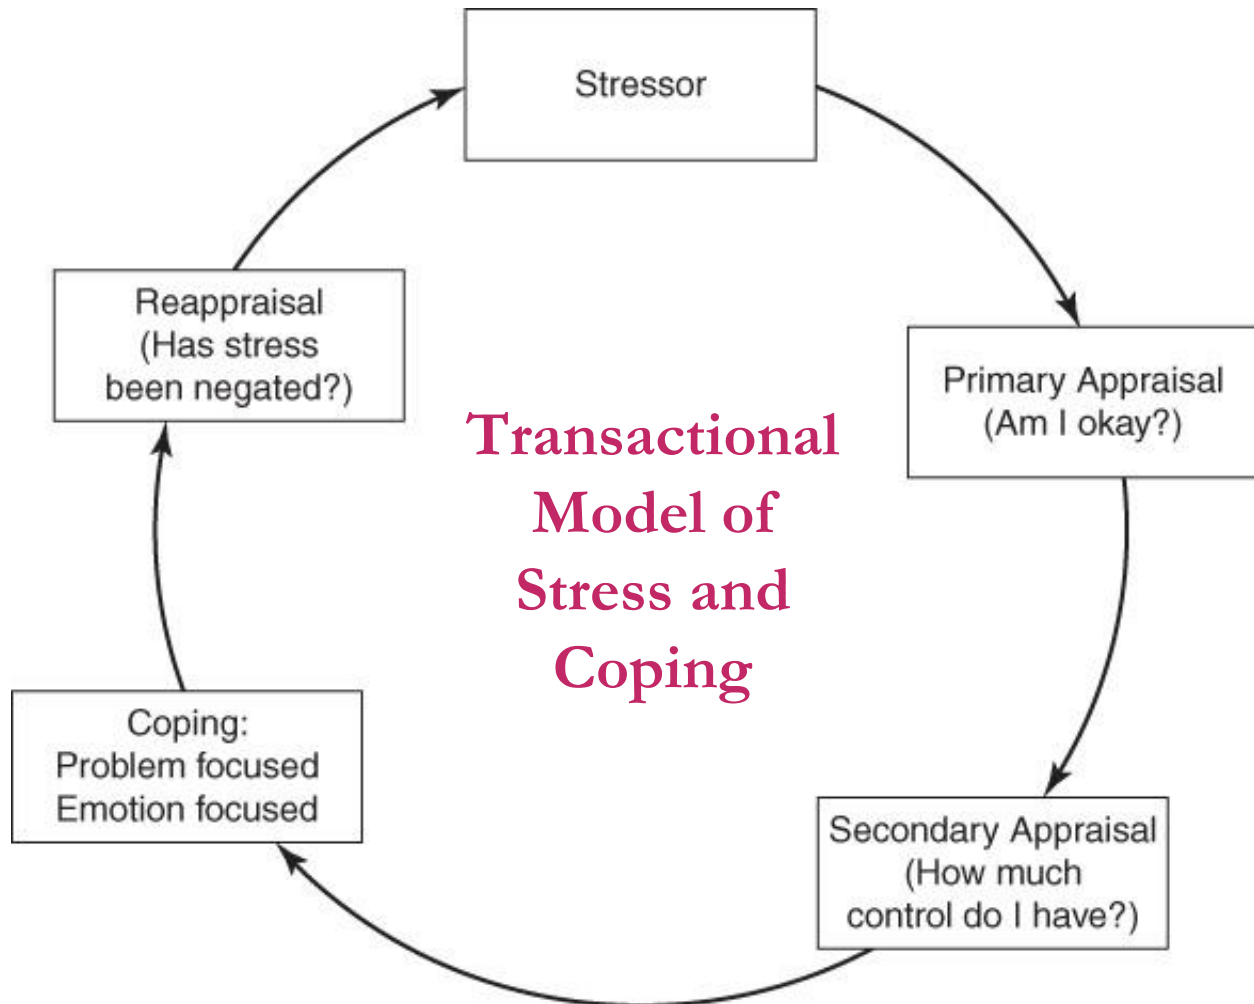 Stressor
Primary Appraisal
(Am I okay?)
Secondary Appraisal
(How much
control do I have?)
Coping:
Problem focused
Emotion focused
Reappraisal
(Has stress
been negated?)
Transactional
Model of
Stress and
Coping